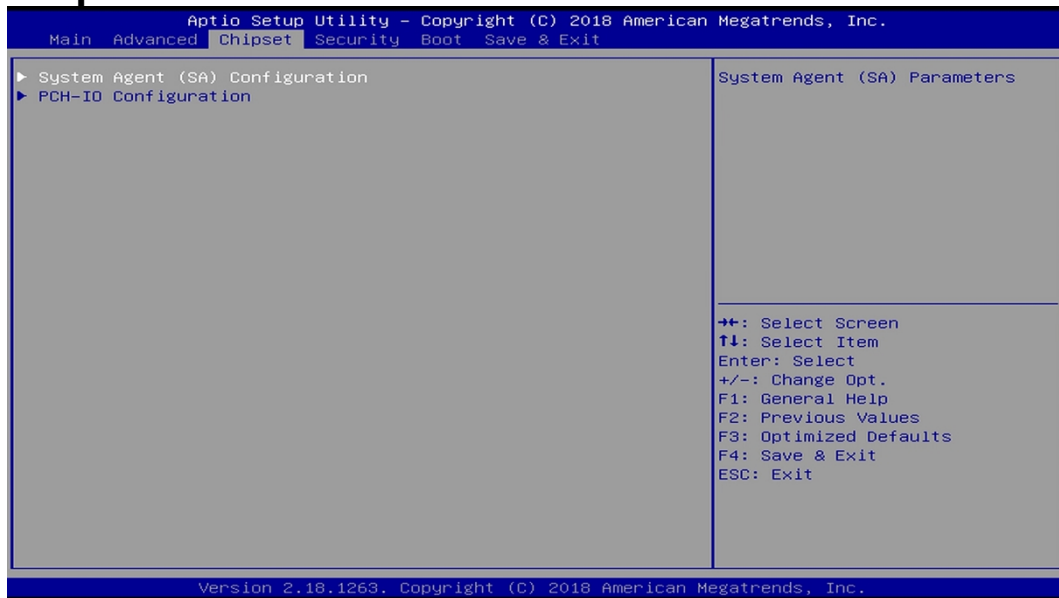 Aptio Setup Utility – Copyright (C) 2018 American Megatrends, Inc.
Main Advanced Chipset Security Boot Save & Exit
▶ System Agent (SA) Configuration
▶ PCH-IO Configuration
System Agent (SA) Parameters
→←: Select Screen
↑↓: Select Item
Enter: Select
+/-: Change Opt.
F1: General Help
F2: Previous Values
F3: Optimized Defaults
F4: Save & Exit
ESC: Exit
Version 2.18.1263. Copyright (C) 2018 American Megatrends, Inc.